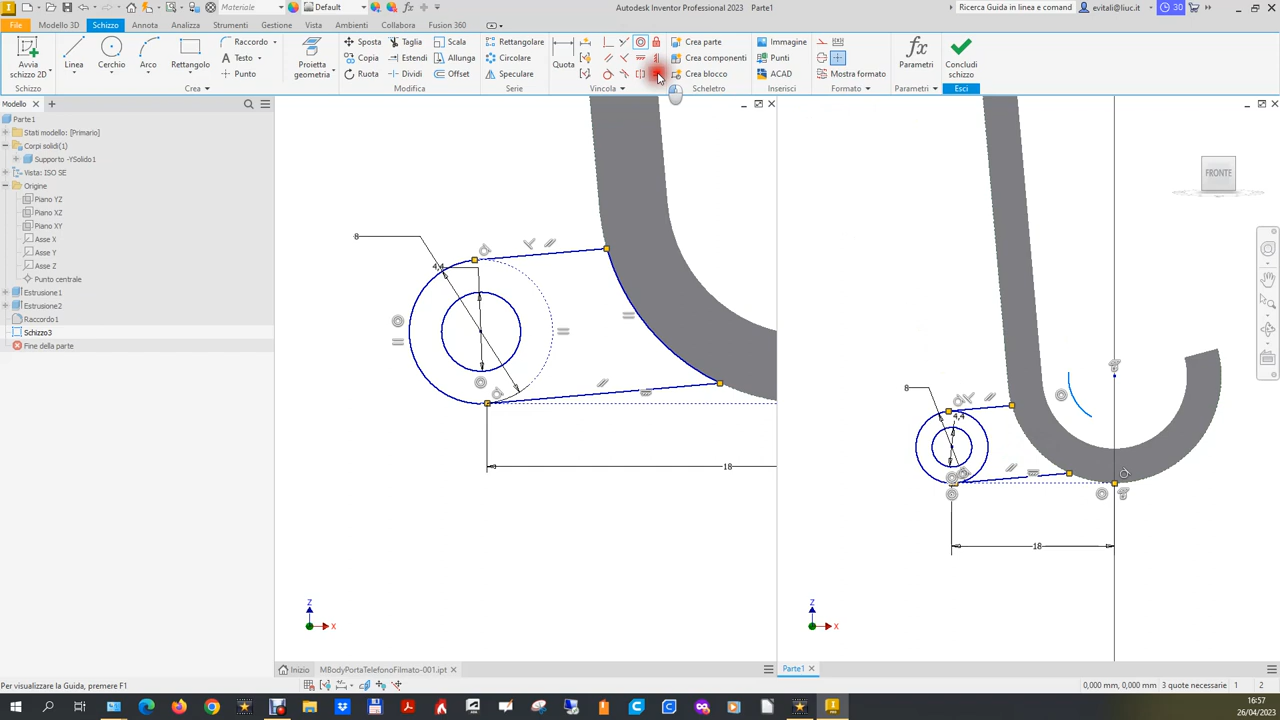 Materiale
Default
Autodesk Inventor Professional 2023 Parte1
Ricerca Guida in linea e comandi
evitali@liuc.it
30
File Modello 3D Schizzo Annota Analizza Strumenti Gestione Vista Ambienti Collabora Fusion 360
Avvia schizzo 2D
Linea
Cerchio
Arco
Rettangolo
Raccordo
Testo
Punto
Proietta geometria
Sposta
Copia
Ruota
Taglia
Estendi
Dividi
Scala
Allunga
Offset
Rettangolare
Circolare
Speculare
Quota
Crea parte
Crea componenti
Crea blocco
Immagine
Punti
ACAD
Mostra formato
fx
Parametri
Concludi schizzo
Schizzo
Crea
Modifica
Serie
Vincola
Scheletro
Inserisci
Formato
Parametri
Esci
Modello
Parte1
Stati modello: [Primario]
Corpi solidi(1)
Supporto -YSolido1
Vista: ISO SE
Origine
Piano YZ
Piano XZ
Piano XY
Asse X
Asse Y
Asse Z
Punto centrale
Estrusione1
Estrusione2
Raccordo1
Schizzo3
Fine della parte
8
4,4
18
Z
X
FRONTE
8
4,4
18
Z
X
Inizio
MBodyPortaTelefonoFilmato-001.ipt
Parte1
Per visualizzare la Guida, premere F1
0,000 mm, 0,000 mm 3 quote necessarie 1 2
16:57
26/04/2023